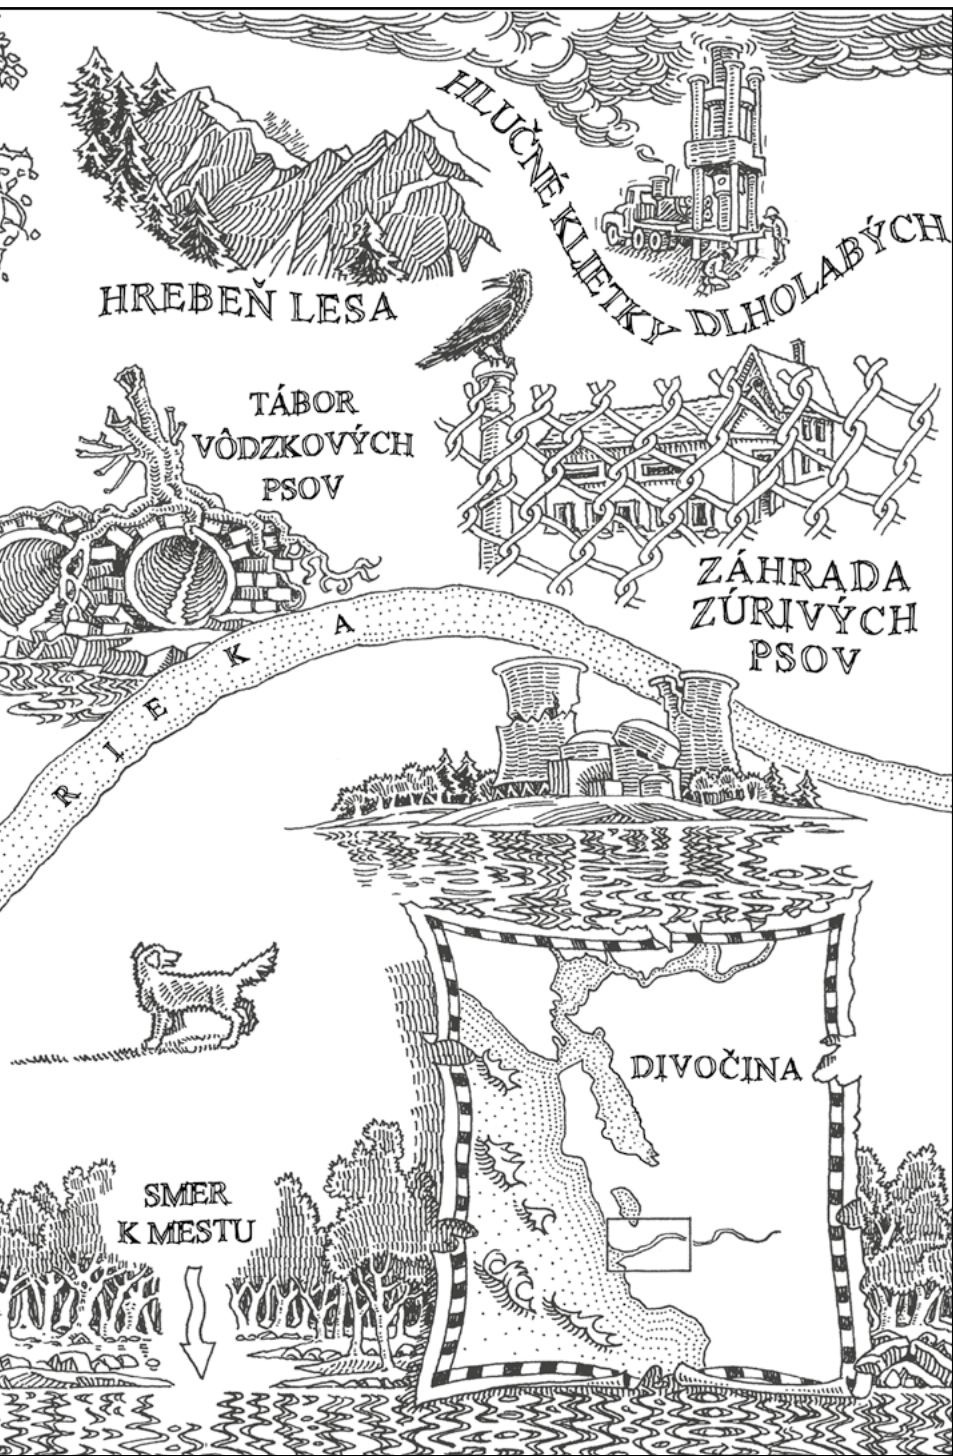 HLUČNÉ KLIETKY DLHOLABÝCH
HREBEŇ LESA
TÁBOR
VÔDZKOVÝCH
PSOV
ZÁHRADA
ZÚRIVÝCH
PSOV
RIEKA
DIVOČINA
SMER
K MESTU